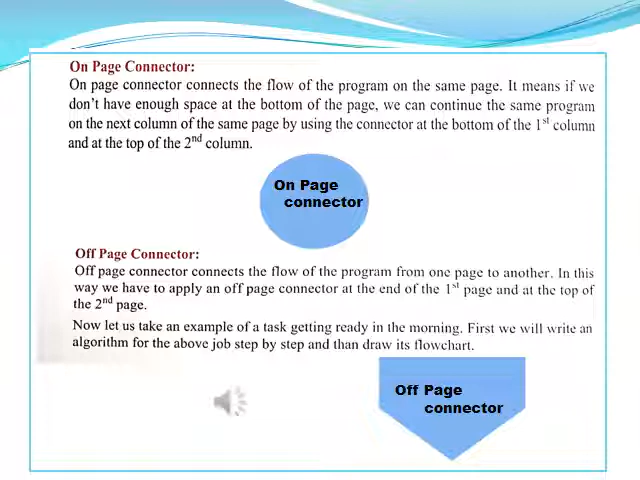 On Page Connector:
On page connector connects the flow of the program on the same page. It means if we
don't have enough space at the bottom of the page, we can continue the same program
on the next column of the same page by using the connector at the bottom of the 1st column
and at the top of the 2nd column.
On Page
connector
Off Page Connector:
Off page connector connects the flow of the program from one page to another. In this
way we have to apply an off page connector at the end of the 1st page and at the top of
the 2nd page.
Now let us take an example of a task getting ready in the morning. First we will write an
algorithm for the above job step by step and than draw its flowchart.
Off Page
connector